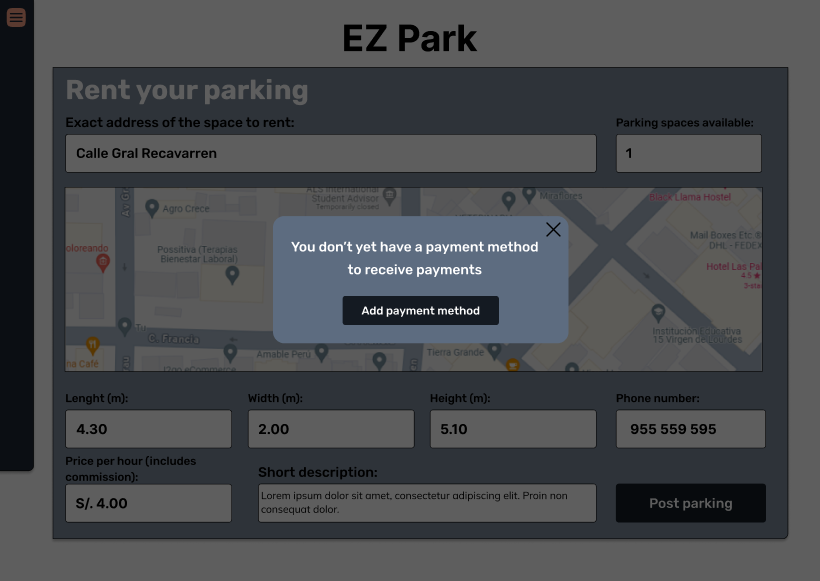 EZ Park
Rent your parking
Exact address of the space to rent:
Parking spaces available:
Calle Gral Recavarren
1
ALS International
Student Advisor
Temporarily closed
Agro Crece
Miraflores
Black Llama Hostel
Mail Boxes Etc.
DHL - FEDEX
oloreando
Possitiva (Terapias
Bienestar Laboral)
Hotel Las Pal
4.5
3-sta
You don't yet have a payment method
to receive payments
Add payment method
C. Francia
Institución Educativa
15 Virgen de Lourdes
na Café
Amable Perú
Tierra Grande
Lenght (m):
Width (m):
Height (m):
Phone number:
4.30
2.00
5.10
955 559 595
Price per hour (includes
commission):
Short description:
S/. 4.00
Lorem ipsum dolor sit amet, consectetur adipiscing elit. Proin non
consequat dolor.
Post parking